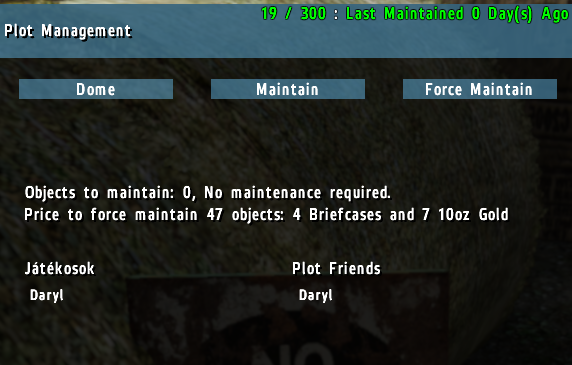 19 / 300 : Last Maintained 0 Day(s) Ago
Plot Management
Dome Maintain Force Maintain
Objects to maintain: 0, No maintenance required.
Price to force maintain 47 objects: 4 Briefcases and 7 10oz Gold
Játékosok Plot Friends
Daryl Daryl
NO